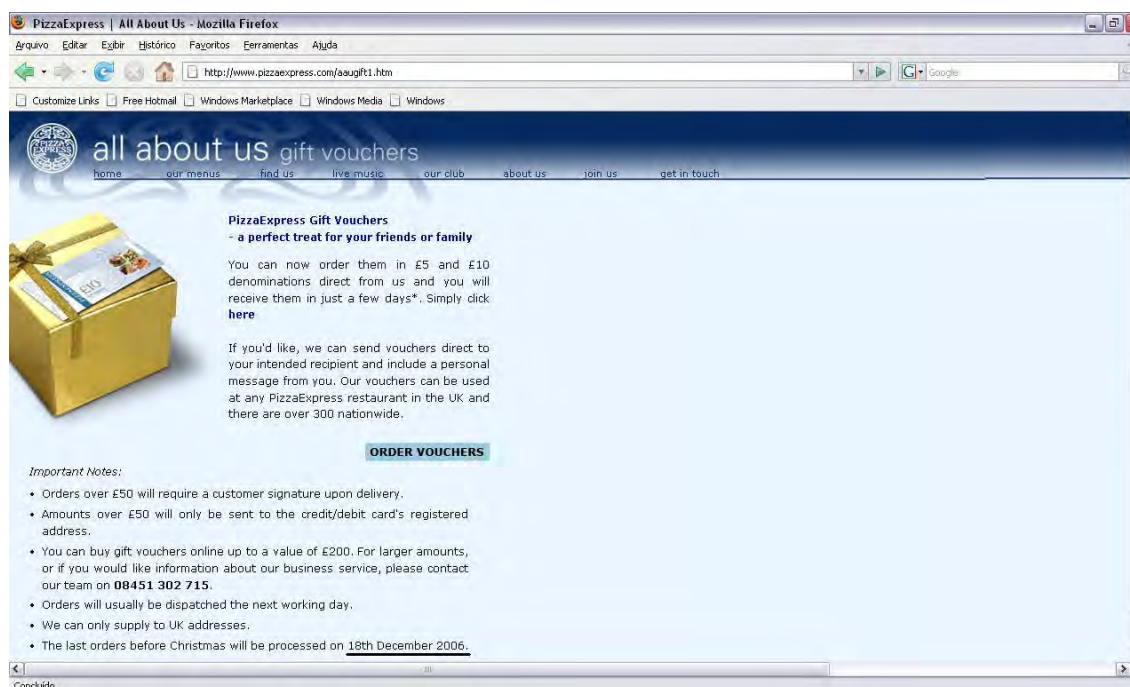 PizzaExpress | All About Us - Mozilla Firefox
Arquivo Editar Exibir Histórico Favoritos Ferramentas Ajuda
http://www.pizzaexpress.com/aaugift1.htm
G Google
Customize Links Free Hotmail Windows Marketplace Windows Media Windows
PIZZA EXPRESS
all about us gift vouchers
home our menus find us live music our club about us join us get in touch
PizzaExpress Gift Vouchers
- a perfect treat for your friends or family
£10
You can now order them in £5 and £10
denominations direct from us and you will
receive them in just a few days*. Simply click
here
If you'd like, we can send vouchers direct to
your intended recipient and include a personal
message from you. Our vouchers can be used
at any PizzaExpress restaurant in the UK and
there are over 300 nationwide.
ORDER VOUCHERS
Important Notes:
• Orders over £50 will require a customer signature upon delivery.
• Amounts over £50 will only be sent to the credit/debit card's registered
address.
• You can buy gift vouchers online up to a value of £200. For larger amounts,
or if you would like information about our business service, please contact
our team on 08451 302 715.
• Orders will usually be dispatched the next working day.
• We can only supply to UK addresses.
• The last orders before Christmas will be processed on 18th December 2006.
Concluído